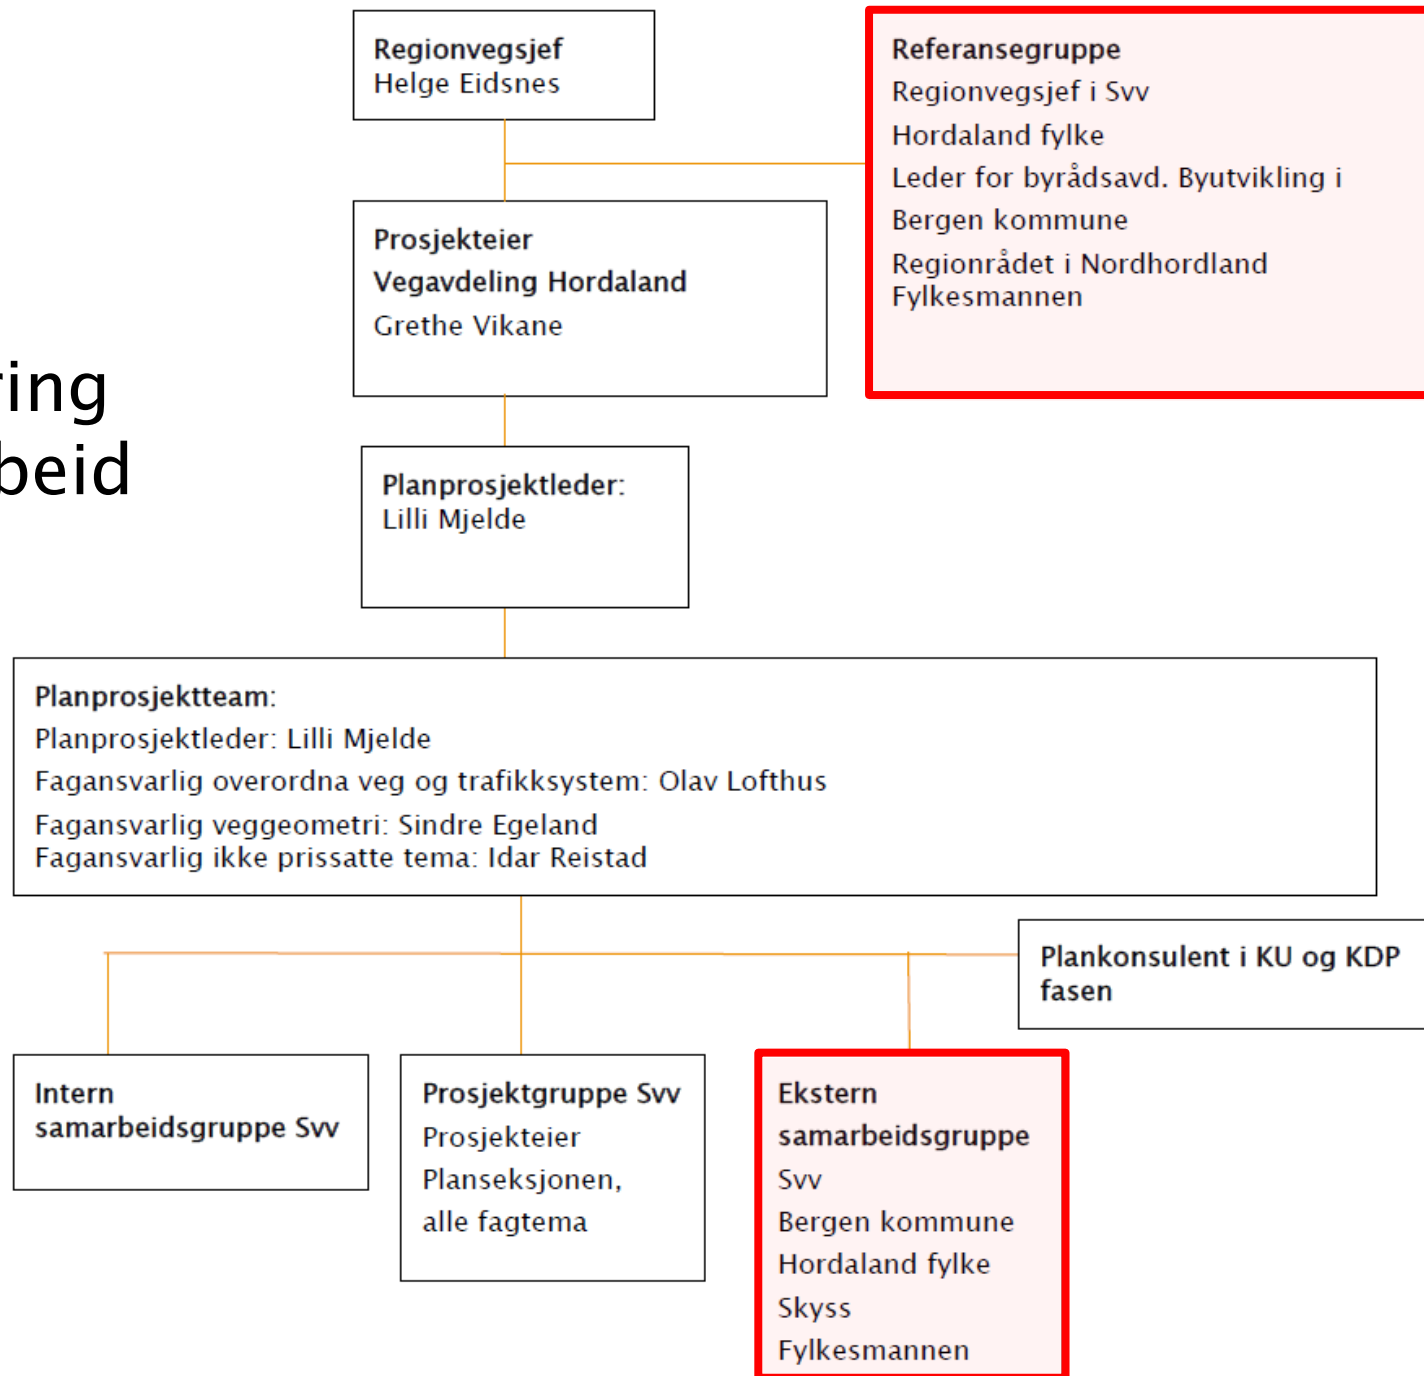 Regionvegsjef
Helge Eidsnes
Referansegruppe
Regionvegsjef i Svv
Hordaland fylke
Leder for byrådsavd. Byutvikling i
Bergen kommune
Regionrådet i Nordhordland
Fylkesmannen
Prosjekteier
Vegavdeling Hordaland
Grethe Vikane
ring
beid
Planprosjektleder:
Lilli Mjelde
Planprosjektteam:
Planprosjektleder: Lilli Mjelde
Fagansvarlig overordna veg og trafikksystem: Olav Lofthus
Fagansvarlig veggeometri: Sindre Egeland
Fagansvarlig ikke prissatte tema: Idar Reistad
Plankonsulent i KU og KDP
fasen
Intern
samarbeidsgruppe Svv
Prosjektgruppe Svv
Prosjekteier
Planseksjonen,
alle fagtema
Ekstern
samarbeidsgruppe
Svv
Bergen kommune
Hordaland fylke
Skyss
Fylkesmannen